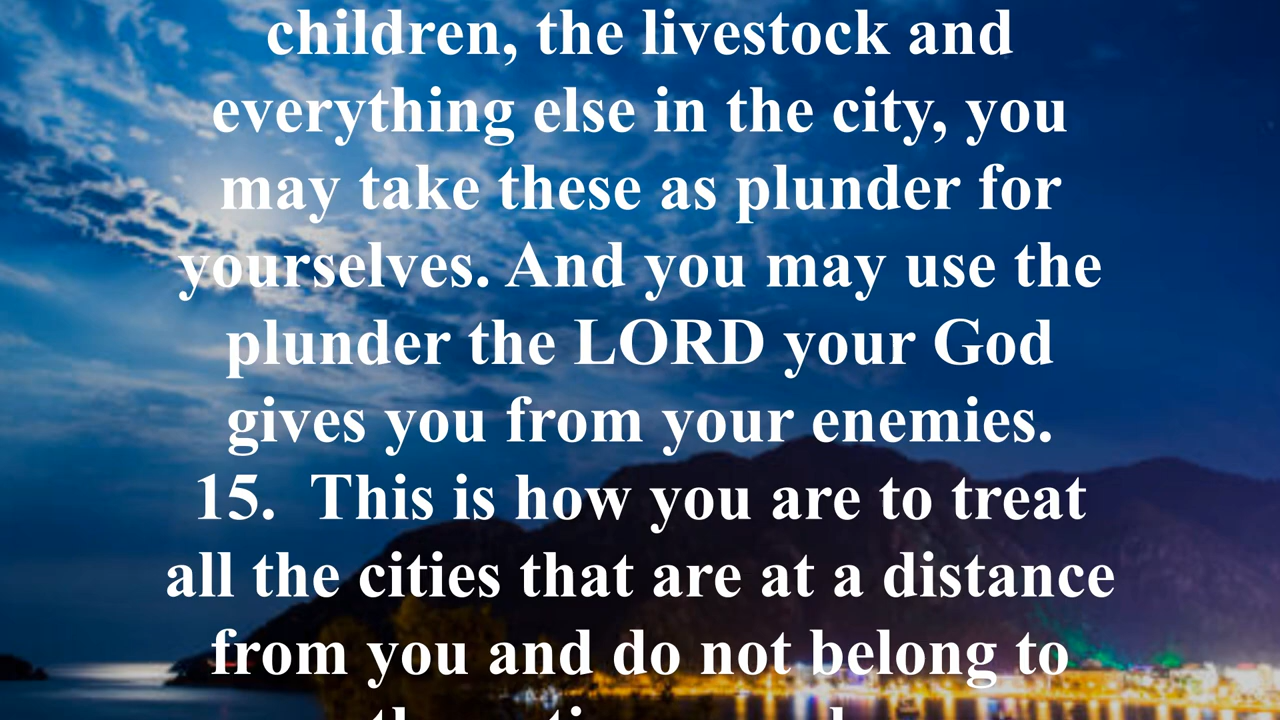 children, the livestock and
everything else in the city, you
may take these as plunder for
yourselves. And you may use the
plunder the LORD your God
gives you from your enemies.
15.  This is how you are to treat
all the cities that are at a distance
from you and do not belong to